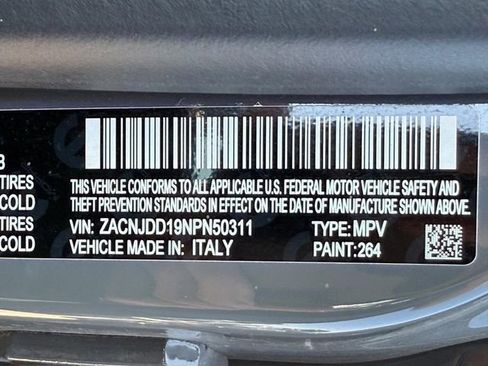 B
TIRES
COLD
TIRES
COLD
THIS VEHICLE CONFORMS TO ALL APPLICABLE U.S. FEDERAL MOTOR VEHICLE SAFETY AND
THEFT PREVENTION STANDARDS IN EFFECT ON THE DATE OF MANUFACTURE SHOWN ABOVE.
VIN: ZACNJDD19NPN50311 TYPE: MPV
VEHICLE MADE IN: ITALY PAINT: 264